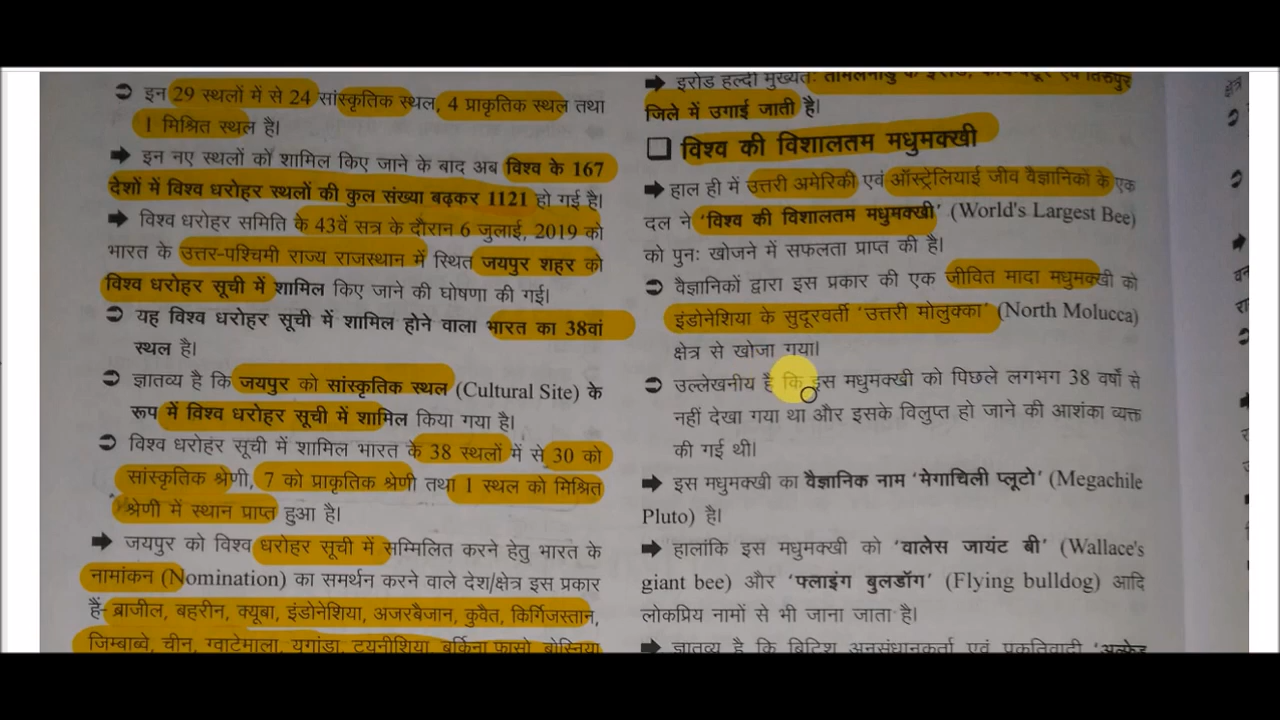 इन 29 स्थलों में से 24 सांस्कृतिक स्थल, 4 प्राकृतिक स्थल तथा
1 मिश्रित स्थल है।
इन नए स्थलों को शामिल किए जाने के बाद अब विश्व के 167
देशों में विश्व धरोहर स्थलों की कुल संख्या बढ़कर 1121 हो गई है।
विश्व धरोहर समिति के 43वें सत्र के दौरान 6 जुलाई, 2019 को
भारत के उत्तर-पश्चिमी राज्य राजस्थान में स्थित जयपुर शहर को
विश्व धरोहर सूची में शामिल किए जाने की घोषणा की गई।
यह विश्व धरोहर सूची में शामिल होने वाला भारत का 38वां
स्थल है।
ज्ञातव्य है कि जयपुर को सांस्कृतिक स्थल (Cultural Site) के
रूप में विश्व धरोहर सूची में शामिल किया गया है।
विश्व धरोहर सूची में शामिल भारत के 38 स्थलों में से 30 को
सांस्कृतिक श्रेणी, 7 को प्राकृतिक श्रेणी तथा 1 स्थल को मिश्रित
श्रेणी में स्थान प्राप्त हुआ है।
जयपुर को विश्व धरोहर सूची में सम्मिलित करने हेतु भारत के
नामांकन (Nomination) का समर्थन करने वाले देश/क्षेत्र इस प्रकार
हैं- ब्राजील, बहरीन, क्यूबा, इंडोनेशिया, अजरबैजान, कुवैत, किर्गिजस्तान,
जिम्बाब्वे, चीन, ग्वाटेमाला, युगांडा, ट्यूनीशिया, बुर्किना फासो, बोस्निया
इरोड हल्दी मुख्यत: तमिलनाडु के इरोड, एवं तिरुपुर
जिले में उगाई जाती है।
विश्व की विशालतम मधुमक्खी
हाल ही में उत्तरी अमेरिकी एवं ऑस्ट्रेलियाई जीव वैज्ञानिकों के एक
दल ने 'विश्व की विशालतम मधुमक्खी' (World's Largest Bee)
को पुन: खोजने में सफलता प्राप्त की है।
वैज्ञानिकों द्वारा इस प्रकार की एक जीवित मादा मधुमक्खी को
इंडोनेशिया के सुदूरवर्ती 'उत्तरी मोलुक्का' (North Molucca)
क्षेत्र से खोजा गया।
उल्लेखनीय है कि इस मधुमक्खी को पिछले लगभग 38 वर्षों से
नहीं देखा गया था और इसके विलुप्त हो जाने की आशंका व्यक्त
की गई थी।
इस मधुमक्खी का वैज्ञानिक नाम 'मेगाचिली प्लूटो' (Megachile
Pluto) है।
हालांकि इस मधुमक्खी को 'वालेस जायंट बी' (Wallace's
giant bee) और 'फ्लाइंग बुलडॉग' (Flying bulldog) आदि
लोकप्रिय नामों से भी जाना जाता है।
ज्ञातव्य है कि ब्रिटिश अनुसंधानकर्ता एवं प्रकृतिवादी 'अल्फ्रेड